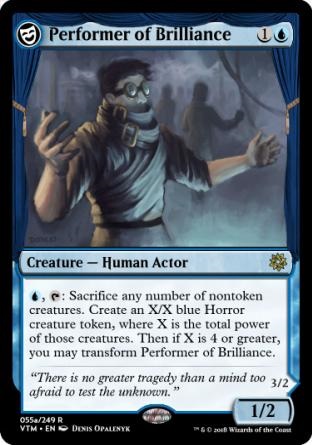 Performer of Brilliance 1
Creature — Human Actor
, : Sacrifice any number of nontoken
creatures. Create an X/X blue Horror
creature token, where X is the total power
of those creatures. Then if X is 4 or greater,
you may transform Performer of Brilliance.
“There is no greater tragedy than a mind too
afraid to test the unknown.”
3/2
1/2
055a/249 R
VTM • EN Denis Opalenyk
™ & © 2018 Wizards of the Coast